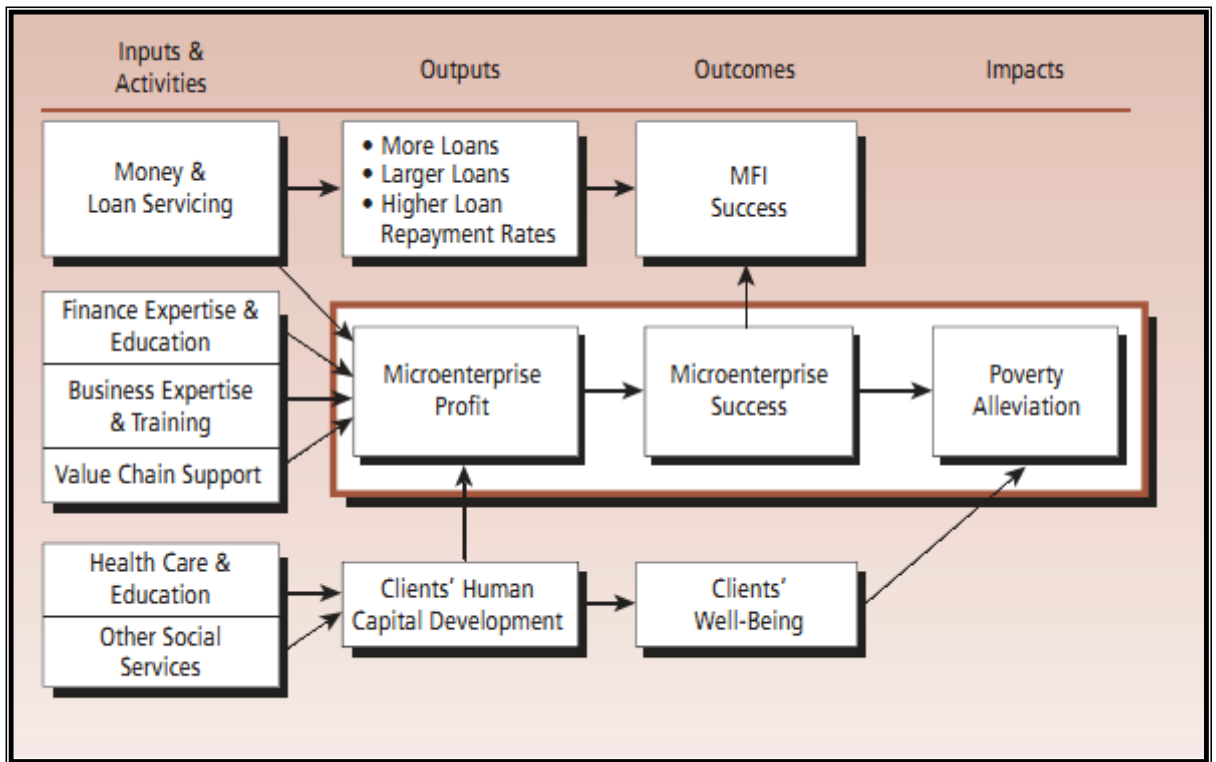 Inputs &
Activities
Outputs
Outcomes
Impacts
Money &
Loan Servicing
• More Loans
• Larger Loans
• Higher Loan
Repayment Rates
MFI
Success
Finance Expertise &
Education
Business Expertise
& Training
Value Chain Support
Microenterprise
Profit
Microenterprise
Success
Poverty
Alleviation
Health Care &
Education
Other Social
Services
Clients' Human
Capital Development
Clients'
Well-Being